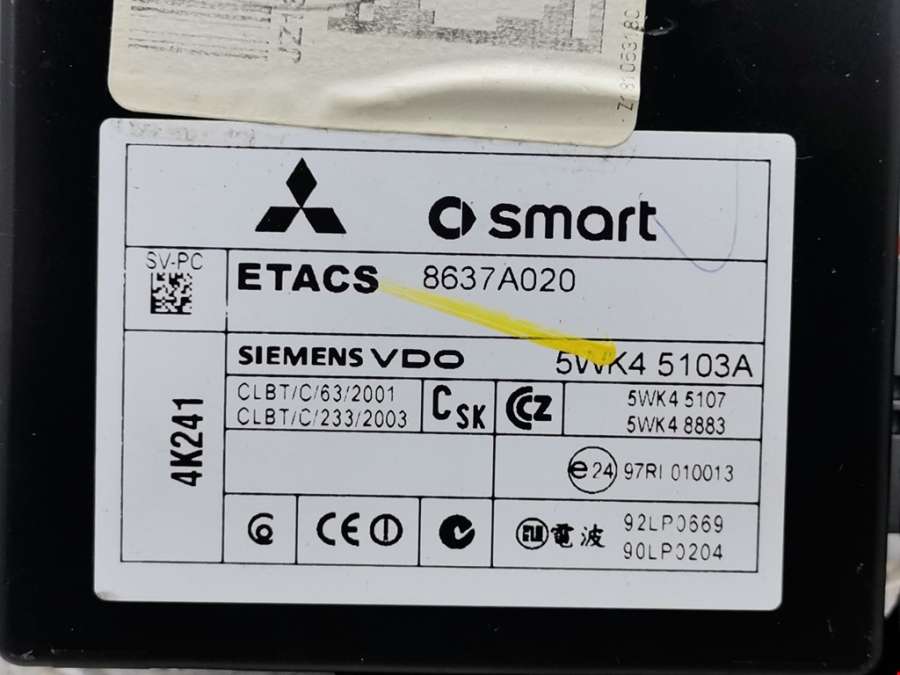 smart
SV-PC
ETACS 8637A020
SIEMENS VDO 5WK4 5103A
CLBT/C/63/2001
CLBT/C/233/2003
CSK
CCZ
5WK4 5107
5WK4 8883
4K241
e24 97RI 010013
CE
電波
92LP0669
90LP0204